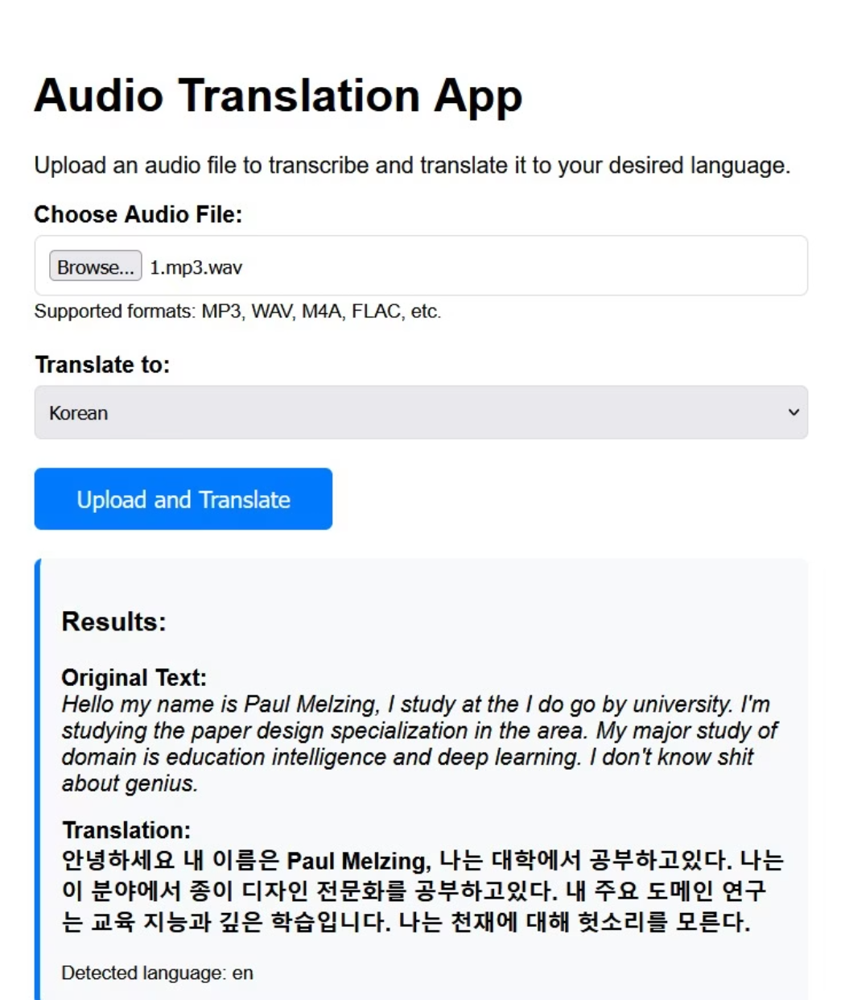 Audio Translation App
Upload an audio file to transcribe and translate it to your desired language.
Choose Audio File:
Browse... 1.mp3.wav
Supported formats: MP3, WAV, M4A, FLAC, etc.
Translate to:
Korean
Upload and Translate
Results:
Original Text:
Hello my name is Paul Melzing, I study at the I do go by university. I'm
studying the paper design specialization in the area. My major study of
domain is education intelligence and deep learning. I don't know shit
about genius.
Translation:
안녕하세요 내 이름은 Paul Melzing, 나는 대학에서 공부하고있다. 나는
이 분야에서 종이 디자인 전문화를 공부하고있다. 내 주요 도메인 연구
는 교육 지능과 깊은 학습입니다. 나는 천재에 대해 헛소리를 모른다.
Detected language: en